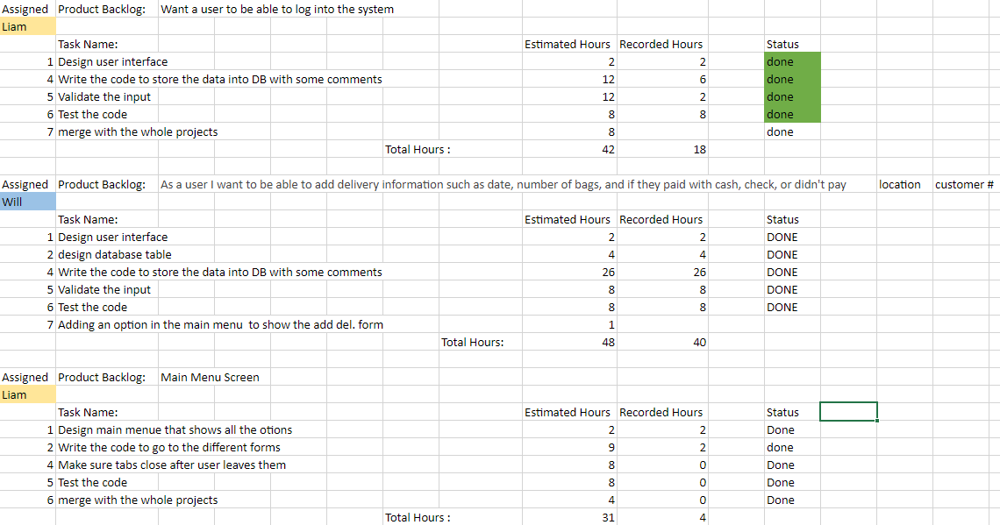 Assigned Product Backlog: Want a user to be able to log into the system
Liam
Task Name: Estimated Hours Recorded Hours Status
1 Design user interface 2 2 done
4 Write the code to store the data into DB with some comments 12 6 done
5 Validate the input 12 2 done
6 Test the code 8 8 done
7 merge with the whole projects 8 done
Total Hours : 42 18
Assigned Product Backlog: As a user I want to be able to add delivery information such as date, number of bags, and if they paid with cash, check, or didn't pay location customer #
Will
Task Name: Estimated Hours Recorded Hours Status
1 Design user interface 2 2 DONE
2 design database table 4 4 DONE
4 Write the code to store the data into DB with some comments 26 26 DONE
5 Validate the input 8 8 DONE
6 Test the code 8 8 DONE
7 Adding an option in the main menu to show the add del. form 1
Total Hours: 48 40
Assigned Product Backlog: Main Menu Screen
Liam
Task Name: Estimated Hours Recorded Hours Status
1 Design main menue that shows all the otions 2 2 Done
2 Write the code to go to the different forms 9 2 done
4 Make sure tabs close after user leaves them 8 0 Done
5 Test the code 8 0 Done
6 merge with the whole projects 4 0 Done
Total Hours : 31 4